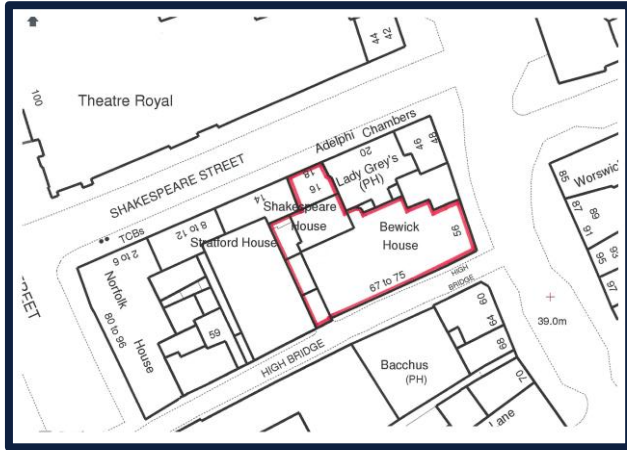 44
42
100
Theatre Royal
Adelphi Chambers
48
46
20
Lady Grey's
(PH)
18
16
SHAKESPEARE STREET
14
Shakespeare
House
8 to 12
Stratford House
TCBs
2 to 6
Worswick
85
87
89
91
93
95
97
Bewick
House
56
67 to 75
Norfolk
House
80 to 96
59
HIGH
BRIDGE
HIGH BRIDGE
39.0m
60
64
68
Bacchus
(PH)
70
Lane